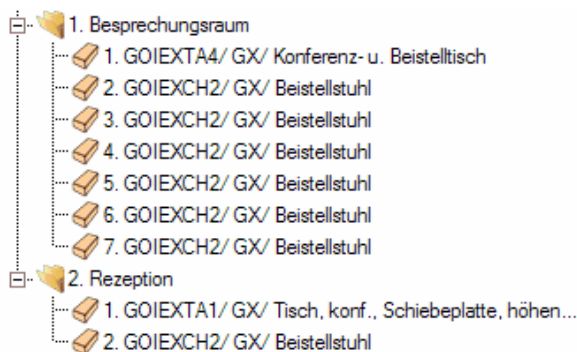 1. Besprechungsraum
1. GOIEXTA4/ GX/ Konferenz- u. Beistelltisch
2. GOIEXCH2/ GX/ Beistellstuhl
3. GOIEXCH2/ GX/ Beistellstuhl
4. GOIEXCH2/ GX/ Beistellstuhl
5. GOIEXCH2/ GX/ Beistellstuhl
6. GOIEXCH2/ GX/ Beistellstuhl
7. GOIEXCH2/ GX/ Beistellstuhl
2. Rezeption
1. GOIEXTA1/ GX/ Tisch, konf., Schiebeplatte, höhen...
2. GOIEXCH2/ GX/ Beistellstuhl